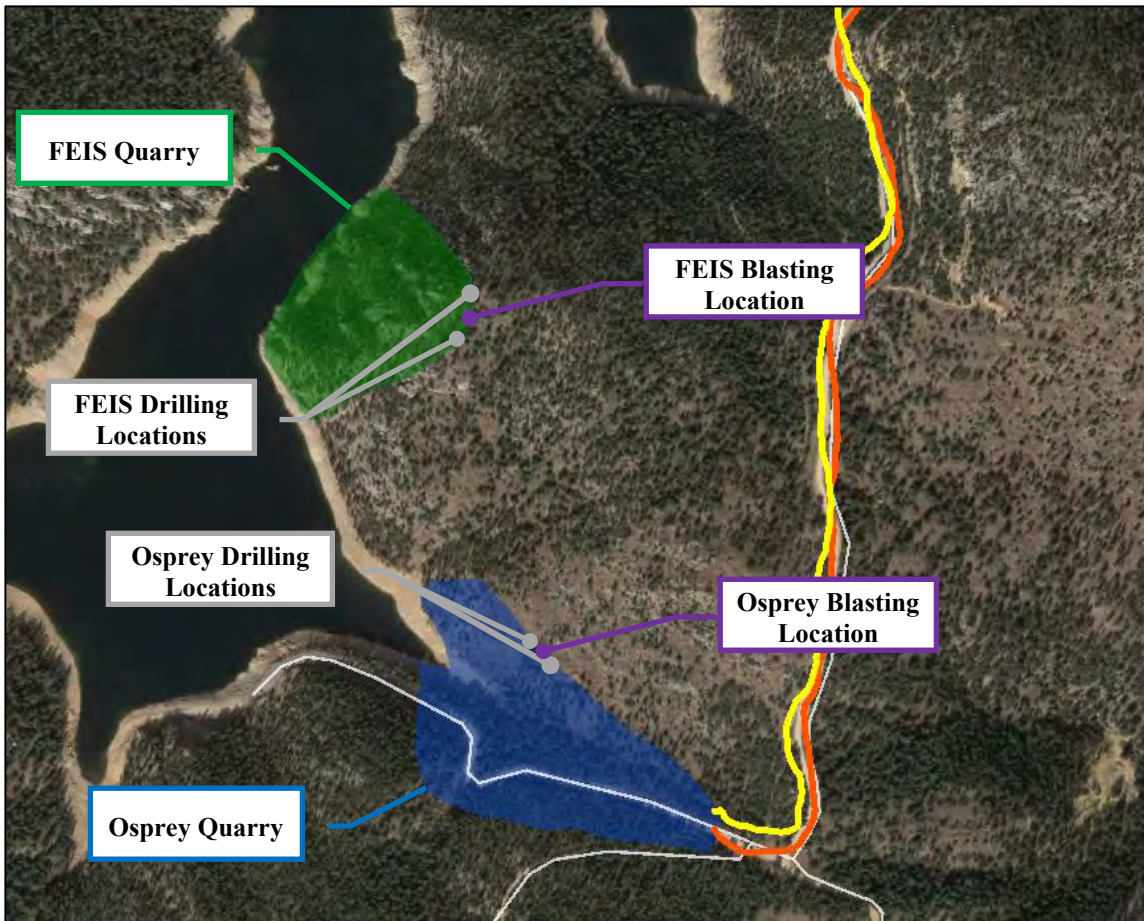 FEIS Quarry
FEIS Blasting
Location
FEIS Drilling
Locations
Osprey Drilling
Locations
Osprey Blasting
Location
Osprey Quarry